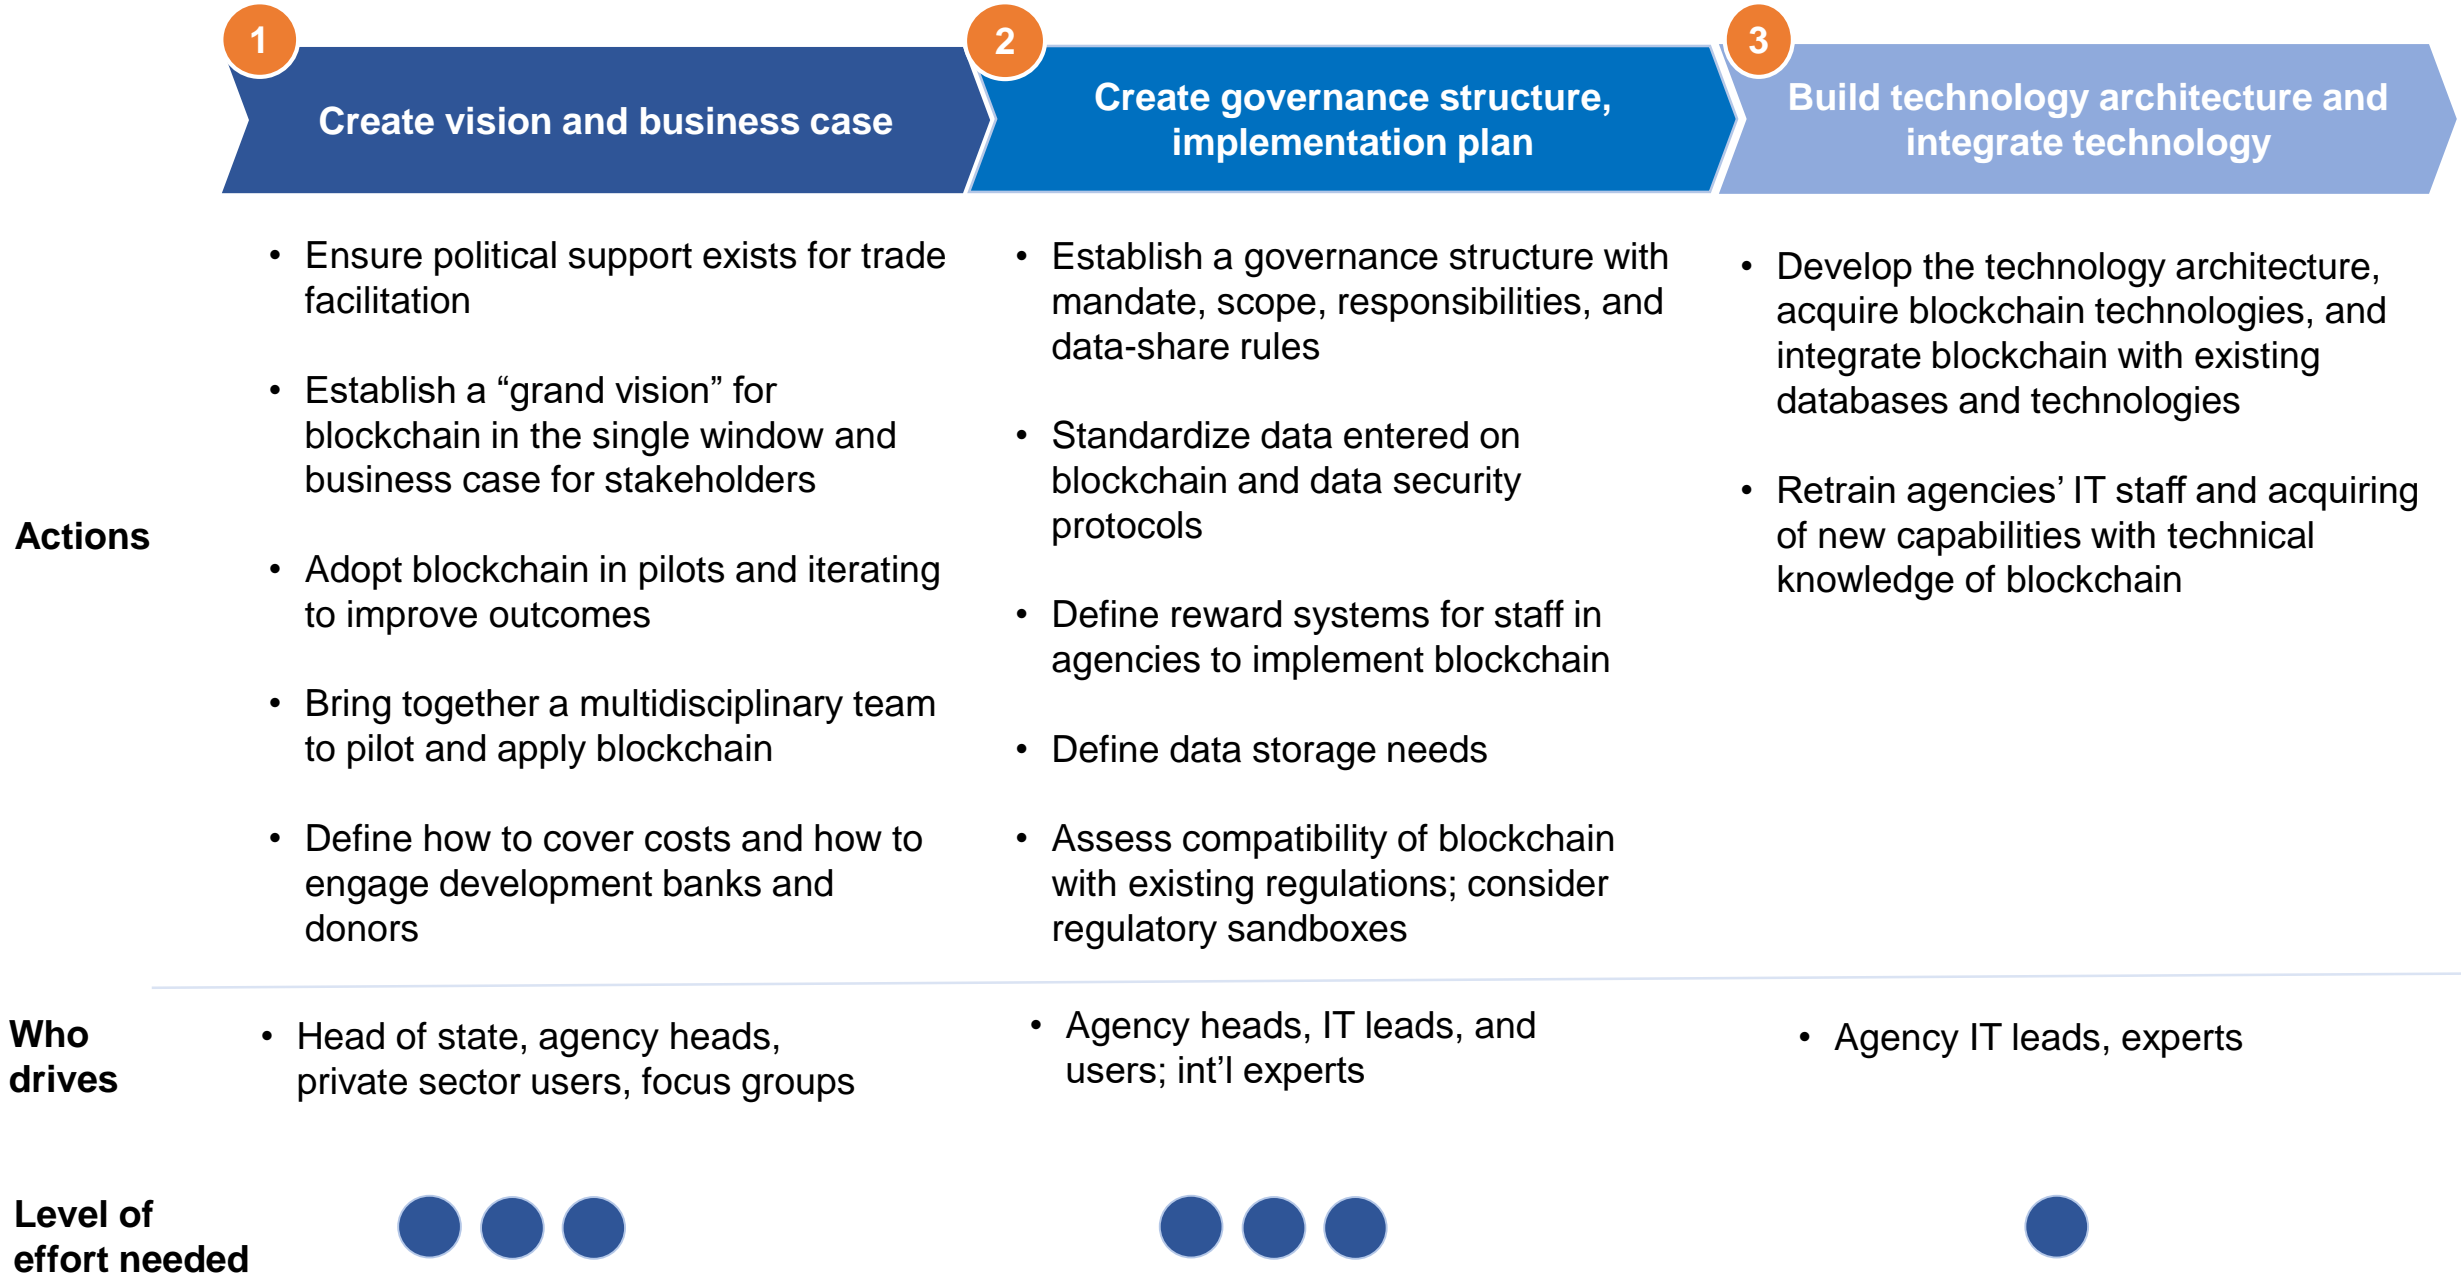 1
Create vision and business case
2
Create governance structure,
implementation plan
3
Build technology architecture and
integrate technology
Actions
• Ensure political support exists for trade
facilitation
• Establish a “grand vision” for
blockchain in the single window and
business case for stakeholders
• Adopt blockchain in pilots and iterating
to improve outcomes
• Bring together a multidisciplinary team
to pilot and apply blockchain
• Define how to cover costs and how to
engage development banks and
donors
• Establish a governance structure with
mandate, scope, responsibilities, and
data-share rules
• Standardize data entered on
blockchain and data security
protocols
• Define reward systems for staff in
agencies to implement blockchain
• Define data storage needs
• Assess compatibility of blockchain
with existing regulations; consider
regulatory sandboxes
• Develop the technology architecture,
acquire blockchain technologies, and
integrate blockchain with existing
databases and technologies
• Retrain agencies’ IT staff and acquiring
of new capabilities with technical
knowledge of blockchain
Who
drives
• Head of state, agency heads,
private sector users, focus groups
• Agency heads, IT leads, and
users; int’l experts
• Agency IT leads, experts
Level of
effort needed